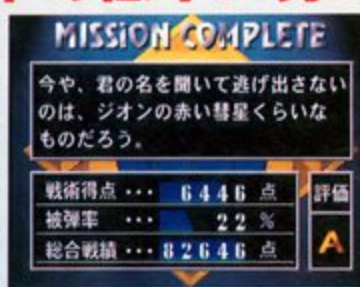 MISSION COMPLETE
今や、君の名を聞いて逃げ出さない
のは、ジオンの赤い彗星くらいな
ものだろう。
戦術得点 ･･･ 6446 点
被弾率 ･･･ 22 %
総合戦績 ･･･ 82646 点
評価
A